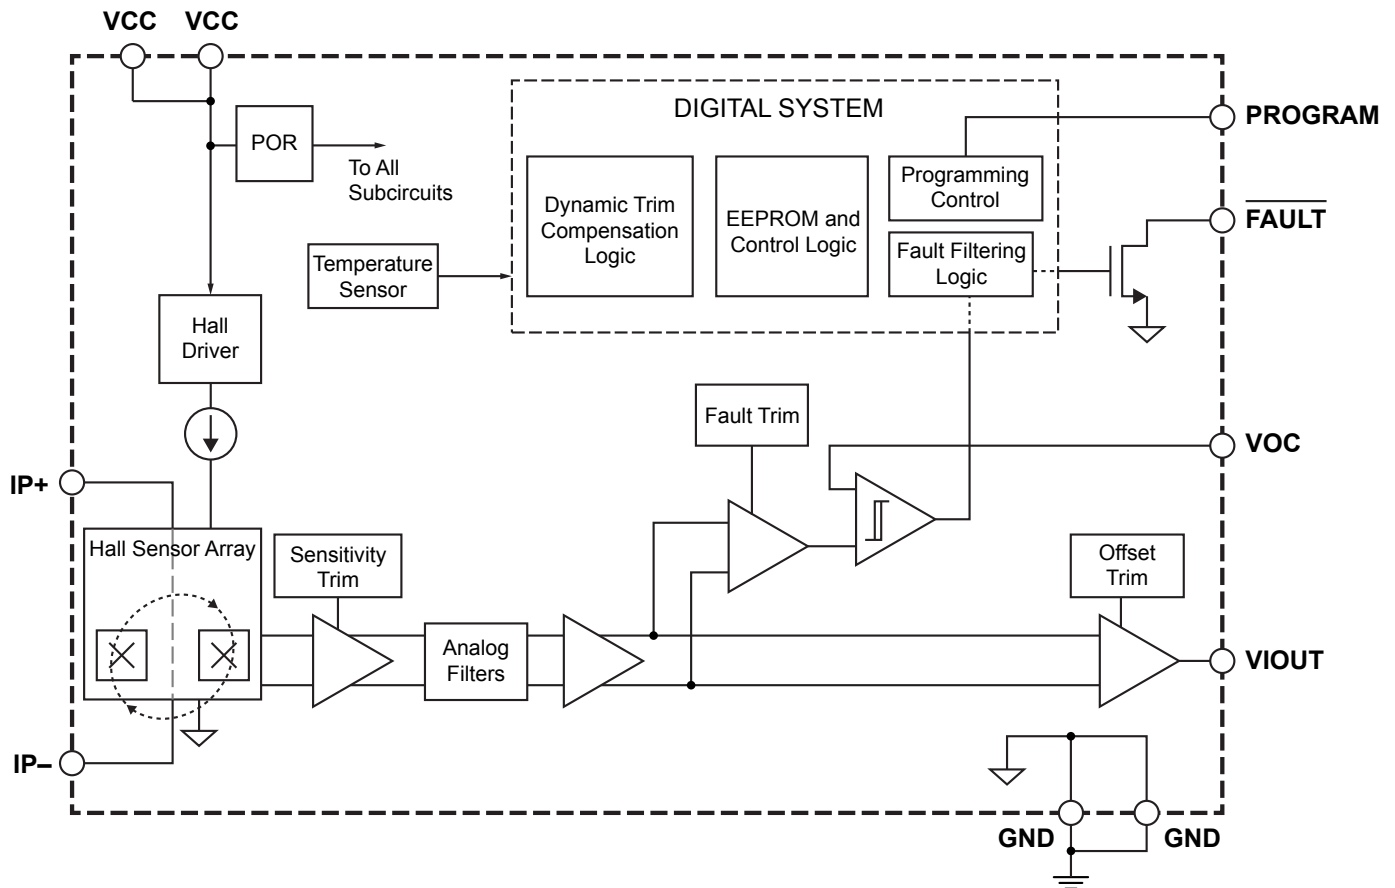 VCC VCC
DIGITAL SYSTEM
PROGRAM
POR
To All
Subcircuits
Dynamic Trim
Compensation
Logic
EEPROM and
Control Logic
Programming
Control
FAULT
Fault Filtering
Logic
Temperature
Sensor
Hall
Driver
Fault Trim
VOC
IP+
Hall Sensor Array
Sensitivity
Trim
Offset
Trim
Analog
Filters
VIOUT
IP–
GND GND